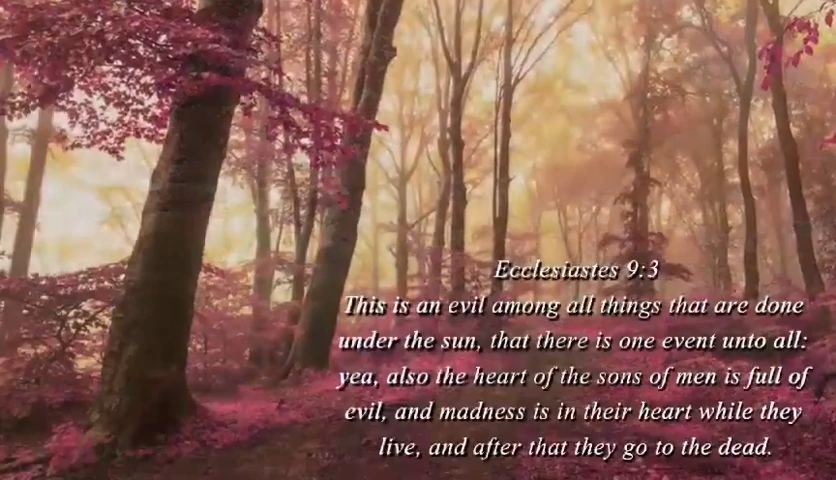 Ecclesiastes 9:3
This is an evil among all things that are done
under the sun, that there is one event unto all:
yea, also the heart of the sons of men is full of
evil, and madness is in their heart while they
live, and after that they go to the dead.